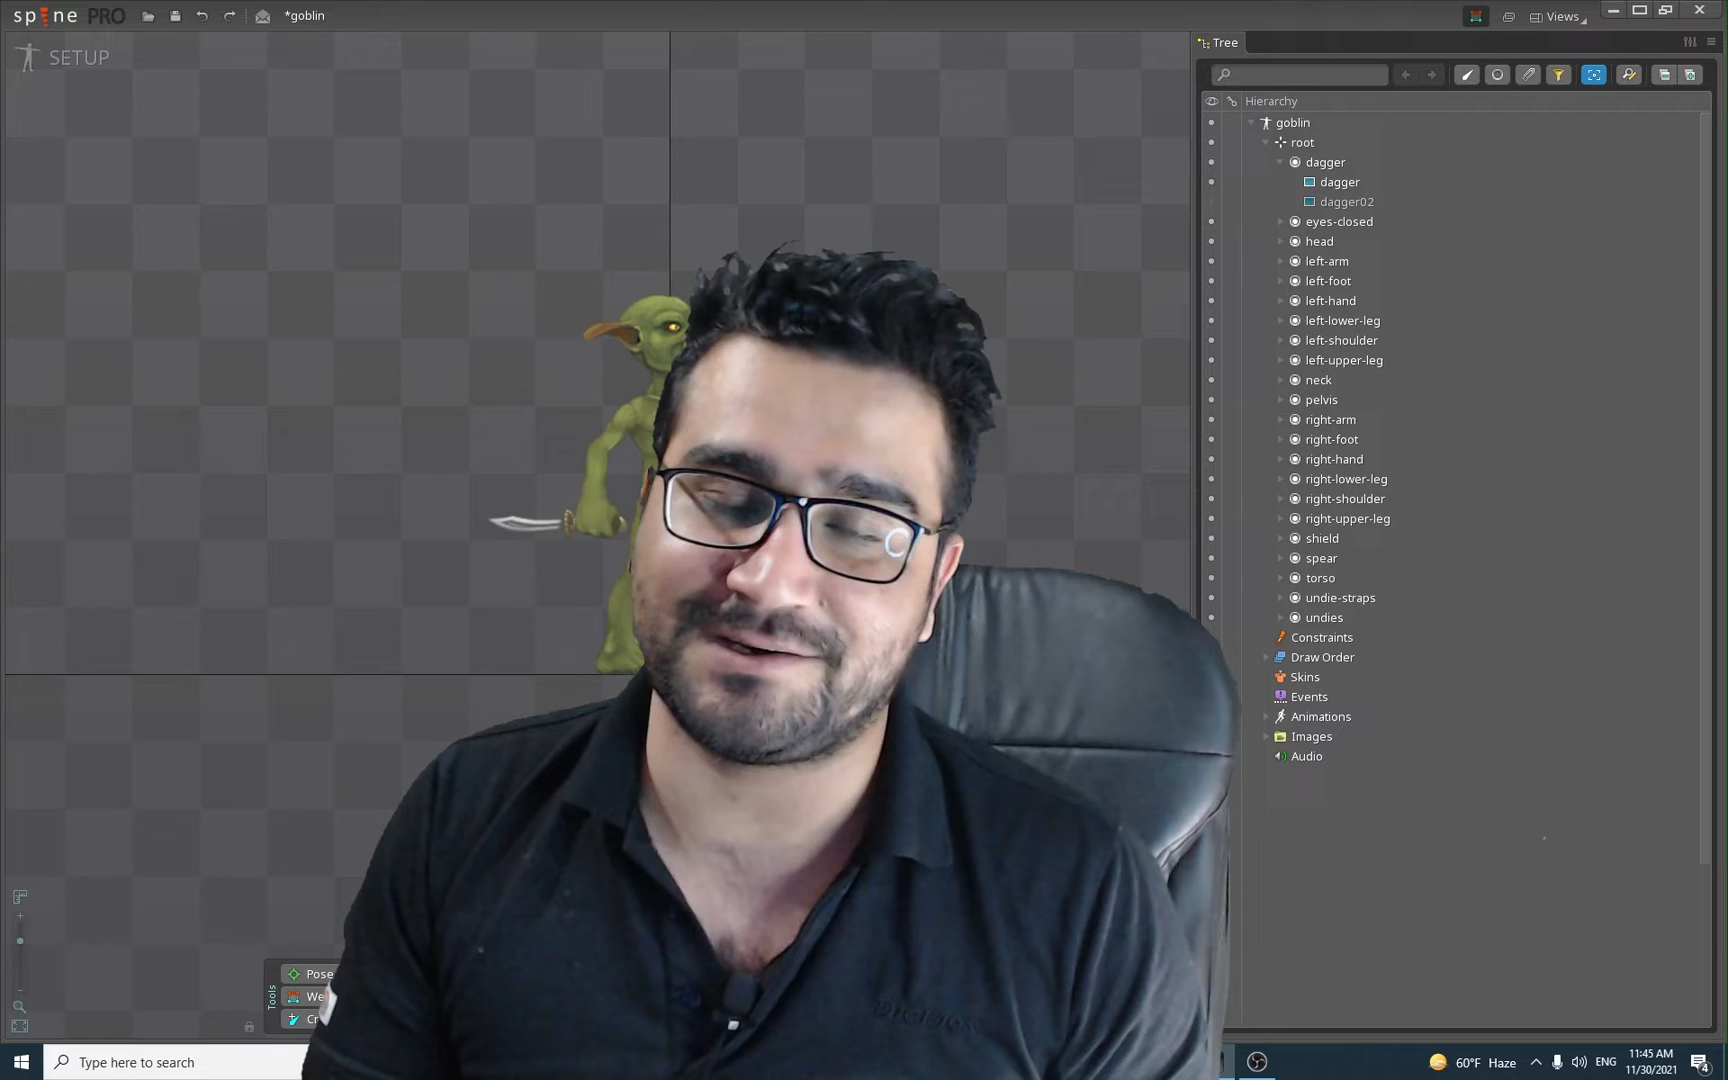 spine PRO
*goblin
Views
SETUP
Tree
Hierarchy
goblin
root
dagger
dagger
dagger02
eyes-closed
head
left-arm
left-foot
left-hand
left-lower-leg
left-shoulder
left-upper-leg
neck
pelvis
right-arm
right-foot
right-hand
right-lower-leg
right-shoulder
right-upper-leg
shield
spear
torso
undie-straps
undies
Constraints
Draw Order
Skins
Events
Animations
Images
Audio
Tools
Pose
We
Cr
Type here to search
60°F Haze
ENG
11:45 AM
11/30/2021
4